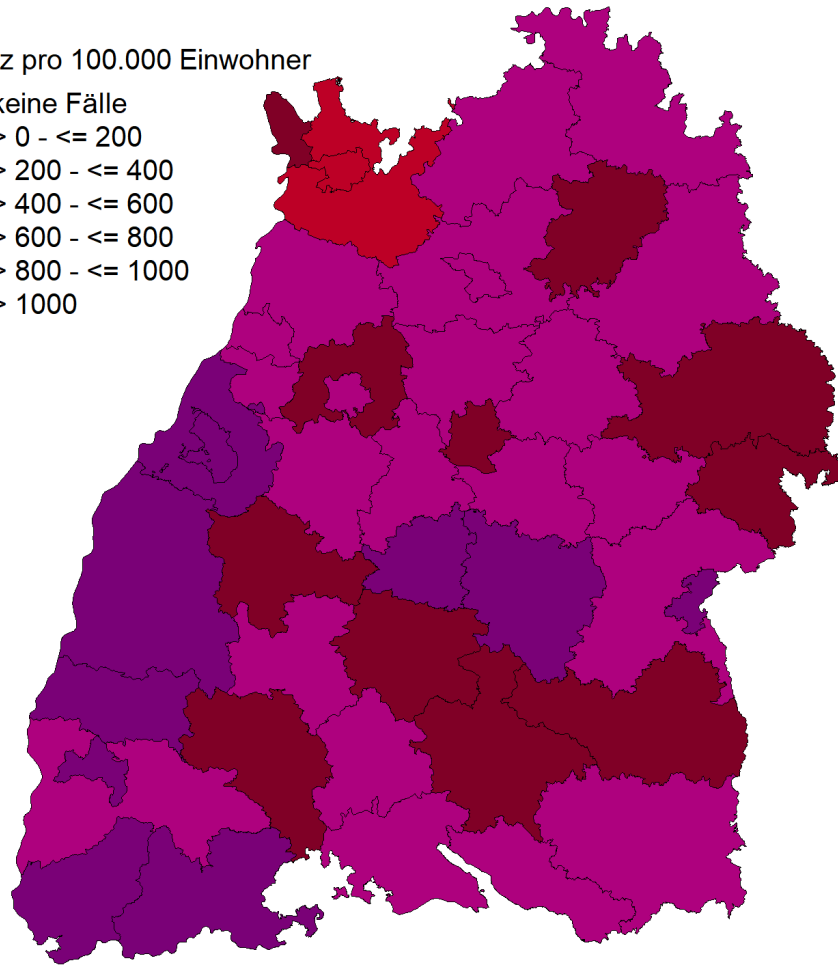 z pro 100.000 Einwohner
keine Fälle
> 0 - <= 200
> 200 - <= 400
> 400 - <= 600
> 600 - <= 800
> 800 - <= 1000
> 1000